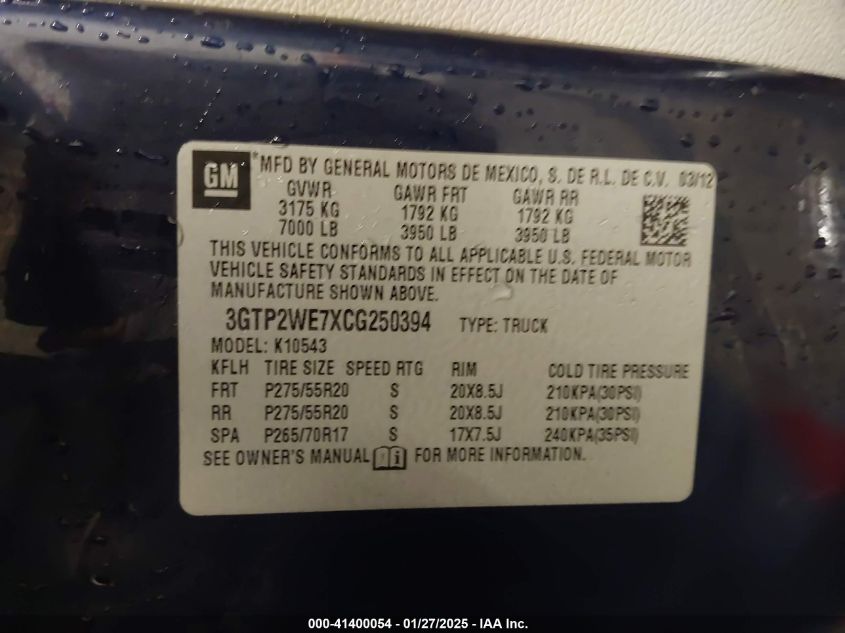 GM *MFD BY GENERAL MOTORS DE MEXICO, S. DE R.L. DE C.V. 03/12
GVWR GAWR FRT GAWR RR
3175 KG 1792 KG 1792 KG
7000 LB 3950 LB 3950 LB
THIS VEHICLE CONFORMS TO ALL APPLICABLE U.S. FEDERAL MOTOR
VEHICLE SAFETY STANDARDS IN EFFECT ON THE DATE OF
MANUFACTURE SHOWN ABOVE.
3GTP2WE7XCG250394 TYPE: TRUCK
MODEL: K10543
KFLH TIRE SIZE SPEED RTG RIM COLD TIRE PRESSURE
FRT P275/55R20 S 20X8.5J 210KPA(30PSI)
RR P275/55R20 S 20X8.5J 210KPA(30PSI)
SPA P265/70R17 S 17X7.5J 240KPA(35PSI)
SEE OWNER'S MANUAL FOR MORE INFORMATION.
000-41400054 - 01/27/2025 - IAA Inc.